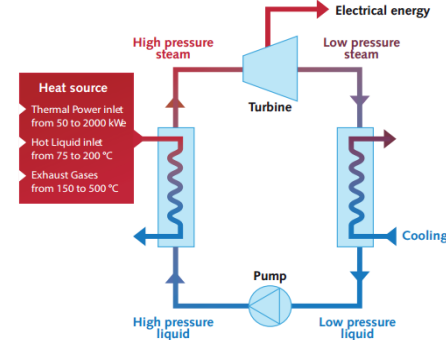 Electrical energy
High pressure
steam
Low pressure
steam
Heat source
Thermal Power inlet
from 50 to 2000 kWe
Hot Liquid inlet
from 75 to 200 °C
Exhaust Gases
from 150 to 500 °C
Turbine
Cooling
Pump
High pressure
liquid
Low pressure
liquid